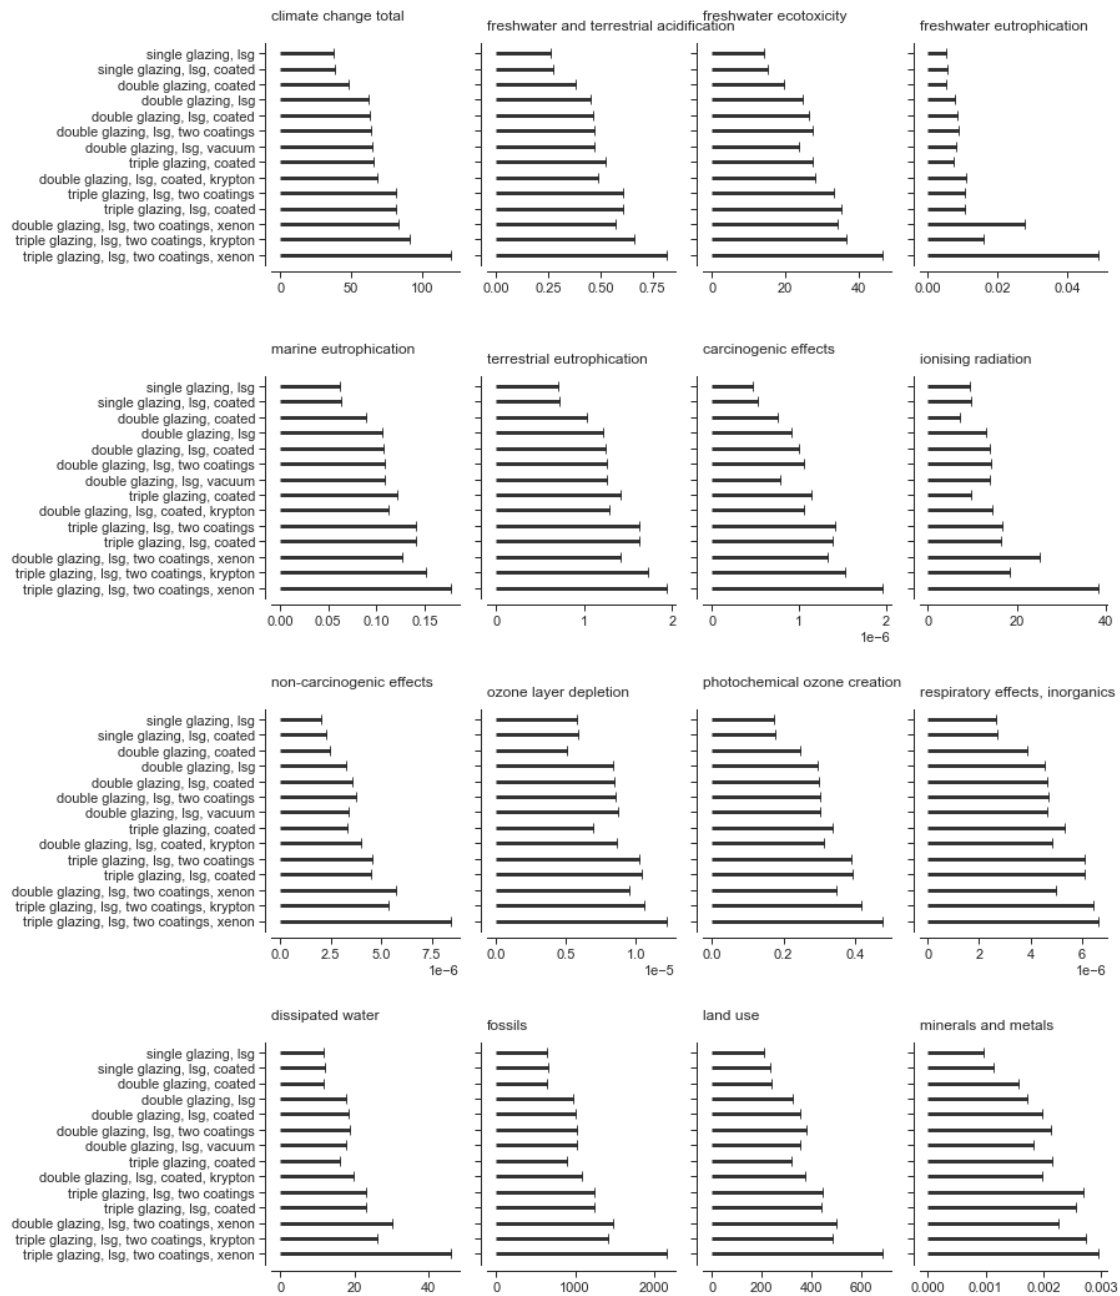 climate change total
freshwater and terrestrial acidification
freshwater ecotoxicity
freshwater eutrophication
single glazing, lsg
single glazing, lsg, coated
double glazing, coated
double glazing, lsg
double glazing, lsg, coated
double glazing, lsg, two coatings
double glazing, lsg, vacuum
triple glazing, coated
double glazing, lsg, coated, krypton
triple glazing, lsg, two coatings
triple glazing, lsg, coated
double glazing, lsg, two coatings, xenon
triple glazing, lsg, two coatings, krypton
triple glazing, lsg, two coatings, xenon
0 50 100
0.00 0.25 0.50 0.75
0 20 40
0.00 0.02 0.04
marine eutrophication
terrestrial eutrophication
carcinogenic effects
ionising radiation
single glazing, lsg
single glazing, lsg, coated
double glazing, coated
double glazing, lsg
double glazing, lsg, coated
double glazing, lsg, two coatings
double glazing, lsg, vacuum
triple glazing, coated
double glazing, lsg, coated, krypton
triple glazing, lsg, two coatings
triple glazing, lsg, coated
double glazing, lsg, two coatings, xenon
triple glazing, lsg, two coatings, krypton
triple glazing, lsg, two coatings, xenon
0.00 0.05 0.10 0.15
0 1 2
0 1 2
1e−6
0 20 40
non-carcinogenic effects
ozone layer depletion
photochemical ozone creation
respiratory effects, inorganics
single glazing, lsg
single glazing, lsg, coated
double glazing, coated
double glazing, lsg
double glazing, lsg, coated
double glazing, lsg, two coatings
double glazing, lsg, vacuum
triple glazing, coated
double glazing, lsg, coated, krypton
triple glazing, lsg, two coatings
triple glazing, lsg, coated
double glazing, lsg, two coatings, xenon
triple glazing, lsg, two coatings, krypton
triple glazing, lsg, two coatings, xenon
0 2.5 5.0 7.5
1e−6
0.0 0.5 1.0
1e−5
0.0 0.2 0.4
0 2 4 6
1e−6
dissipated water
fossils
land use
minerals and metals
single glazing, lsg
single glazing, lsg, coated
double glazing, coated
double glazing, lsg
double glazing, lsg, coated
double glazing, lsg, two coatings
double glazing, lsg, vacuum
triple glazing, coated
double glazing, lsg, coated, krypton
triple glazing, lsg, two coatings
triple glazing, lsg, coated
double glazing, lsg, two coatings, xenon
triple glazing, lsg, two coatings, krypton
triple glazing, lsg, two coatings, xenon
0 20 40
0 1000 2000
0 200 400 600
0.000 0.001 0.002 0.003